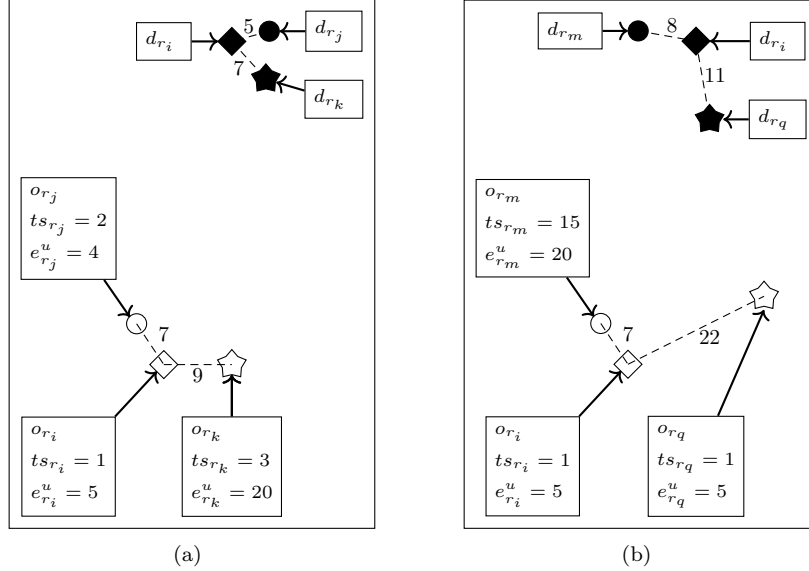 5
8
d_{r_i}
d_{r_j}
d_{r_m}
d_{r_i}
7
11
d_{r_k}
d_{r_q}
o_{r_j}
ts_{r_j} = 2
e^u_{r_j} = 4
o_{r_m}
ts_{r_m} = 15
e^u_{r_m} = 20
7
9
7
22
o_{r_i}
ts_{r_i} = 1
e^u_{r_i} = 5
o_{r_k}
ts_{r_k} = 3
e^u_{r_k} = 20
o_{r_i}
ts_{r_i} = 1
e^u_{r_i} = 5
o_{r_q}
ts_{r_q} = 1
e^u_{r_q} = 5
(a)
(b)